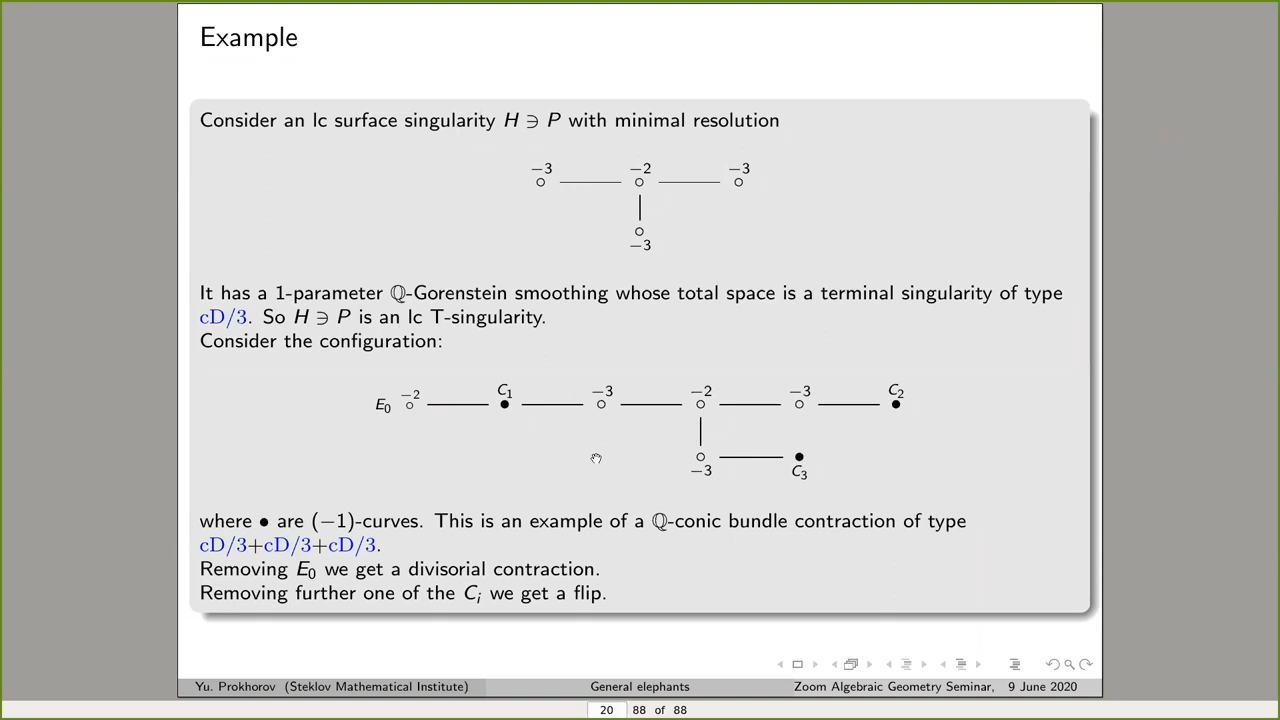 Example
Consider an lc surface singularity H ∋ P with minimal resolution
−3 −2 −3
−3
It has a 1-parameter ℚ-Gorenstein smoothing whose total space is a terminal singularity of type
cD/3. So H ∋ P is an lc T-singularity.
Consider the configuration:
E₀ −2 C₁ −3 −2 −3 C₂
−3 C₃
where • are (−1)-curves. This is an example of a ℚ-conic bundle contraction of type
cD/3+cD/3+cD/3.
Removing E₀ we get a divisorial contraction.
Removing further one of the Cᵢ we get a flip.
Yu. Prokhorov (Steklov Mathematical Institute) General elephants Zoom Algebraic Geometry Seminar, 9 June 2020
20 88 of 88